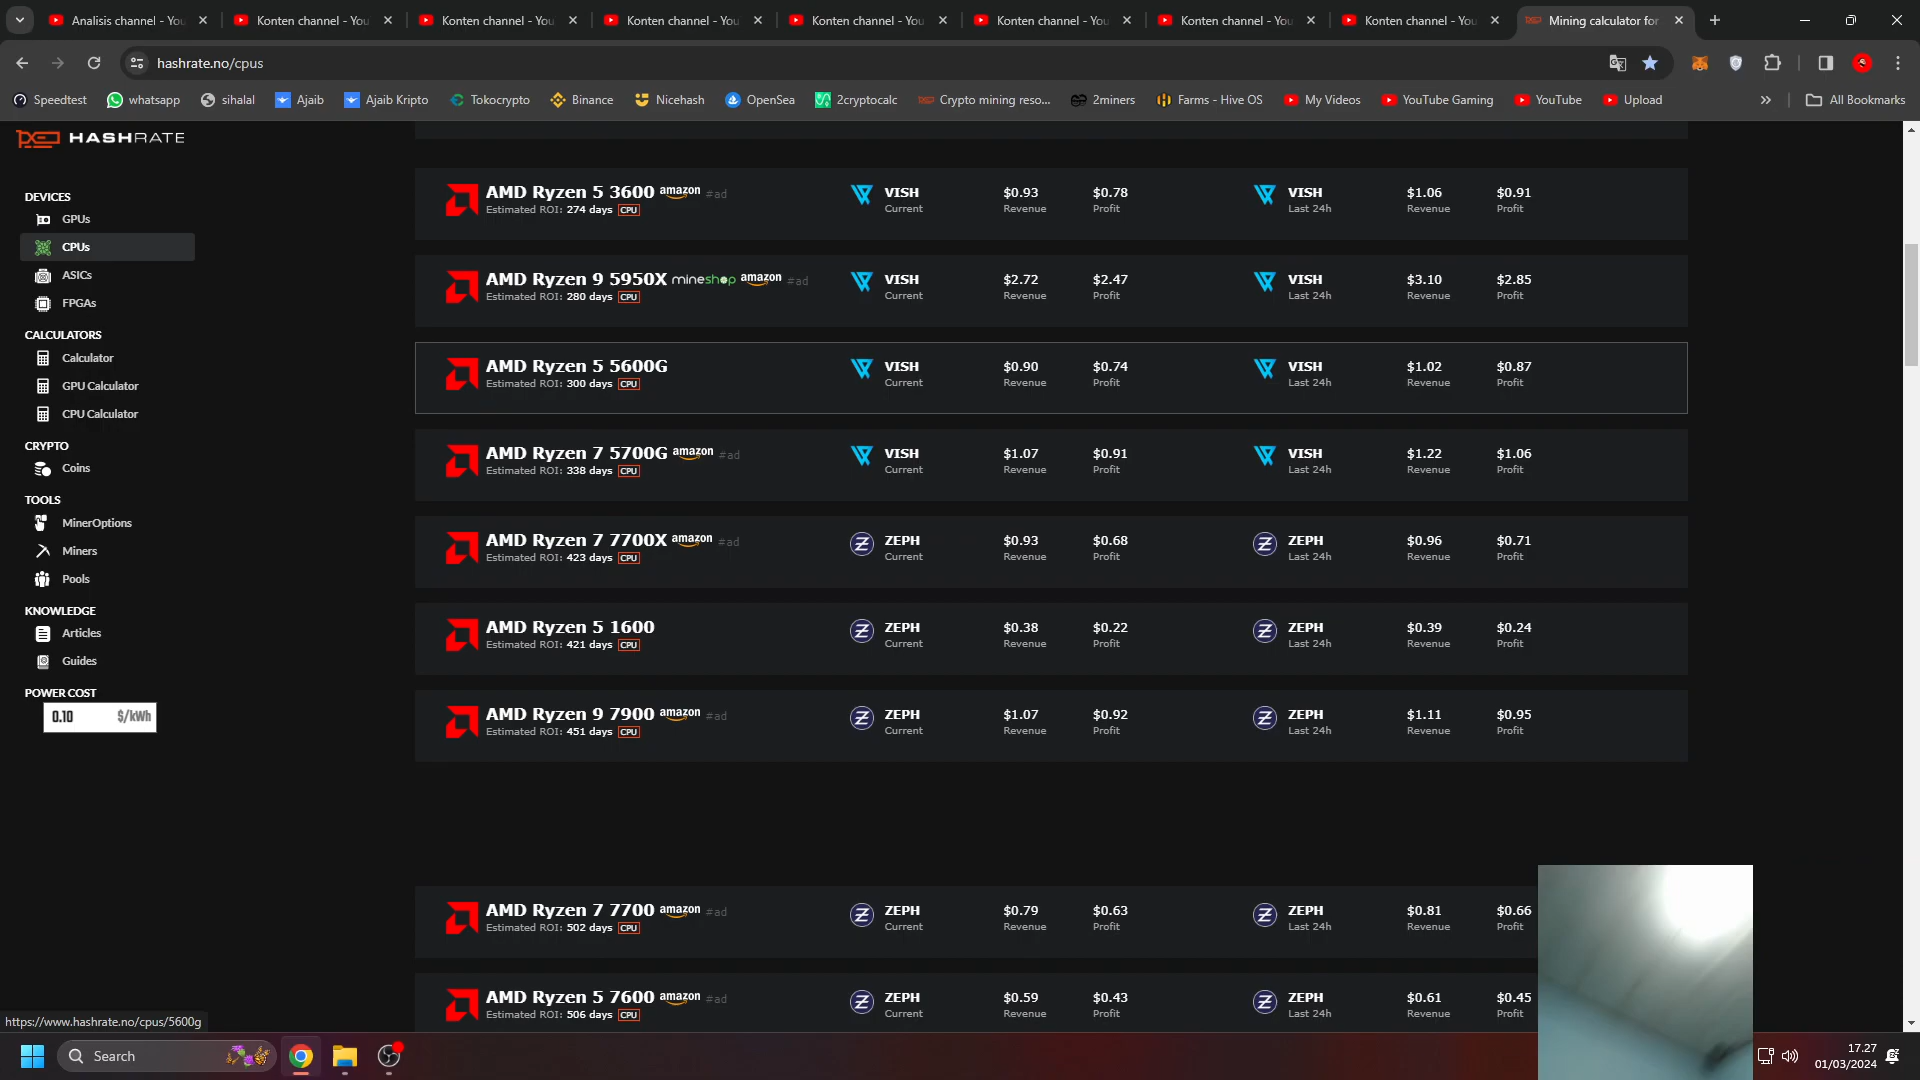 Analisis channel - You
Konten channel - You
Konten channel - You
Konten channel - You
Konten channel - You
Konten channel - You
Konten channel - You
Konten channel - You
Mining calculator for
hashrate.no/cpus
Speedtest
whatsapp
sihalal
Ajaib
Ajaib Kripto
Tokocrypto
Binance
Nicehash
OpenSea
2cryptocalc
Crypto mining reso...
2miners
Farms - Hive OS
My Videos
YouTube Gaming
YouTube
Upload
All Bookmarks
HASHRATE
DEVICES
GPUs
CPUs
ASICs
FPGAs
CALCULATORS
Calculator
GPU Calculator
CPU Calculator
CRYPTO
Coins
TOOLS
MinerOptions
Miners
Pools
KNOWLEDGE
Articles
Guides
POWER COST
0.10 $/kWh
AMD Ryzen 5 3600 amazon #ad
Estimated ROI: 274 days CPU
VISH $0.93 $0.78 VISH $1.06 $0.91
Current Revenue Profit Last 24h Revenue Profit
AMD Ryzen 9 5950X mineshop amazon #ad
Estimated ROI: 280 days CPU
VISH $2.72 $2.47 VISH $3.10 $2.85
Current Revenue Profit Last 24h Revenue Profit
AMD Ryzen 5 5600G
Estimated ROI: 300 days CPU
VISH $0.90 $0.74 VISH $1.02 $0.87
Current Revenue Profit Last 24h Revenue Profit
AMD Ryzen 7 5700G amazon #ad
Estimated ROI: 338 days CPU
VISH $1.07 $0.91 VISH $1.22 $1.06
Current Revenue Profit Last 24h Revenue Profit
AMD Ryzen 7 7700X amazon #ad
Estimated ROI: 423 days CPU
ZEPH $0.93 $0.68 ZEPH $0.96 $0.71
Current Revenue Profit Last 24h Revenue Profit
AMD Ryzen 5 1600
Estimated ROI: 421 days CPU
ZEPH $0.38 $0.22 ZEPH $0.39 $0.24
Current Revenue Profit Last 24h Revenue Profit
AMD Ryzen 9 7900 amazon #ad
Estimated ROI: 451 days CPU
ZEPH $1.07 $0.92 ZEPH $1.11 $0.95
Current Revenue Profit Last 24h Revenue Profit
AMD Ryzen 7 7700 amazon #ad
Estimated ROI: 502 days CPU
ZEPH $0.79 $0.63 ZEPH $0.81 $0.66
Current Revenue Profit Last 24h Revenue Profit
AMD Ryzen 5 7600 amazon #ad
Estimated ROI: 506 days CPU
ZEPH $0.59 $0.43 ZEPH $0.61 $0.45
Current Revenue Profit Last 24h Revenue Profit
https://www.hashrate.no/cpus/5600g
Search
17.27
01/03/2024